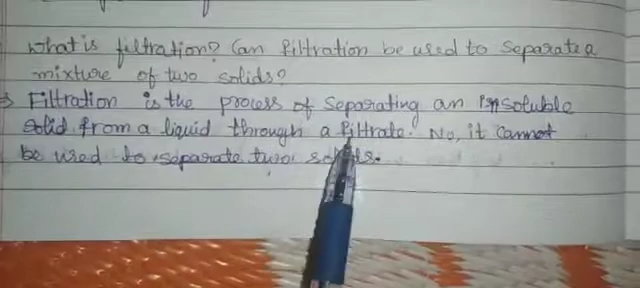 What is filtration? Can filtration be used to separate a
mixture of two solids?
Filtration is the process of separating an insoluble
solid from a liquid through a filtrate. No, it cannot
be used to separate two solids.